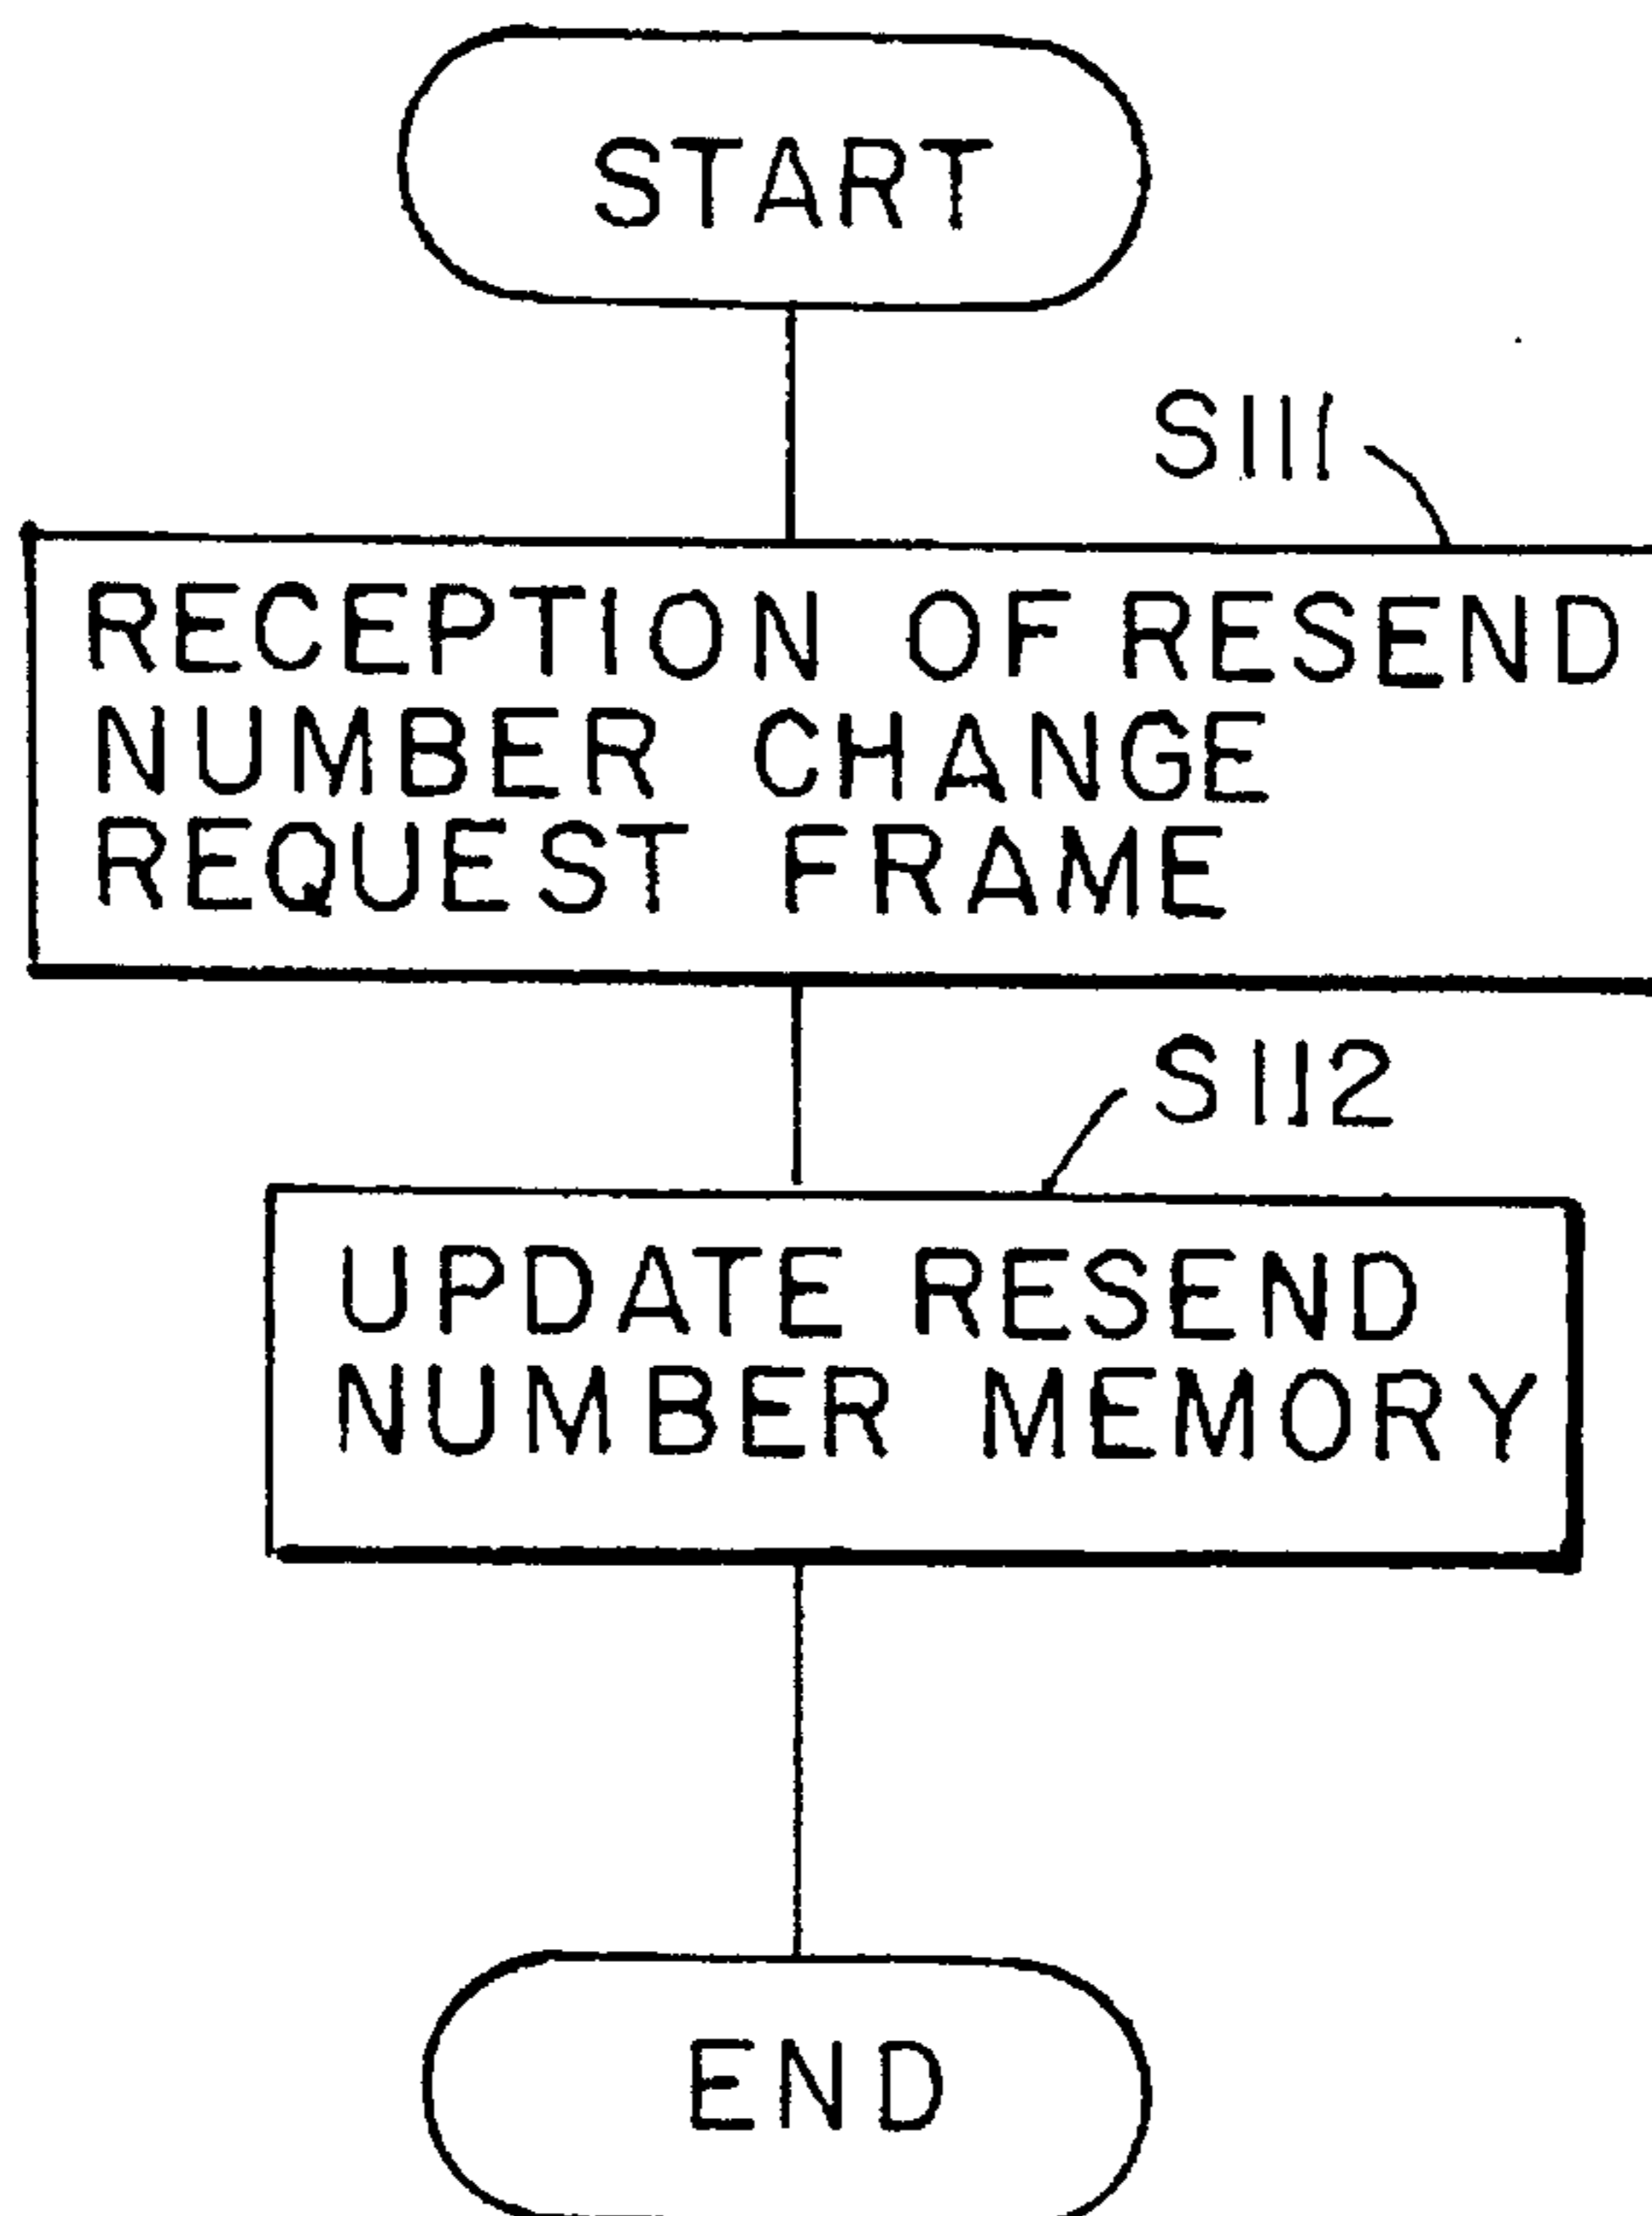 START
S111
RECEPTION OF RESEND
NUMBER CHANGE
REQUEST FRAME
S112
UPDATE RESEND
NUMBER MEMORY
END